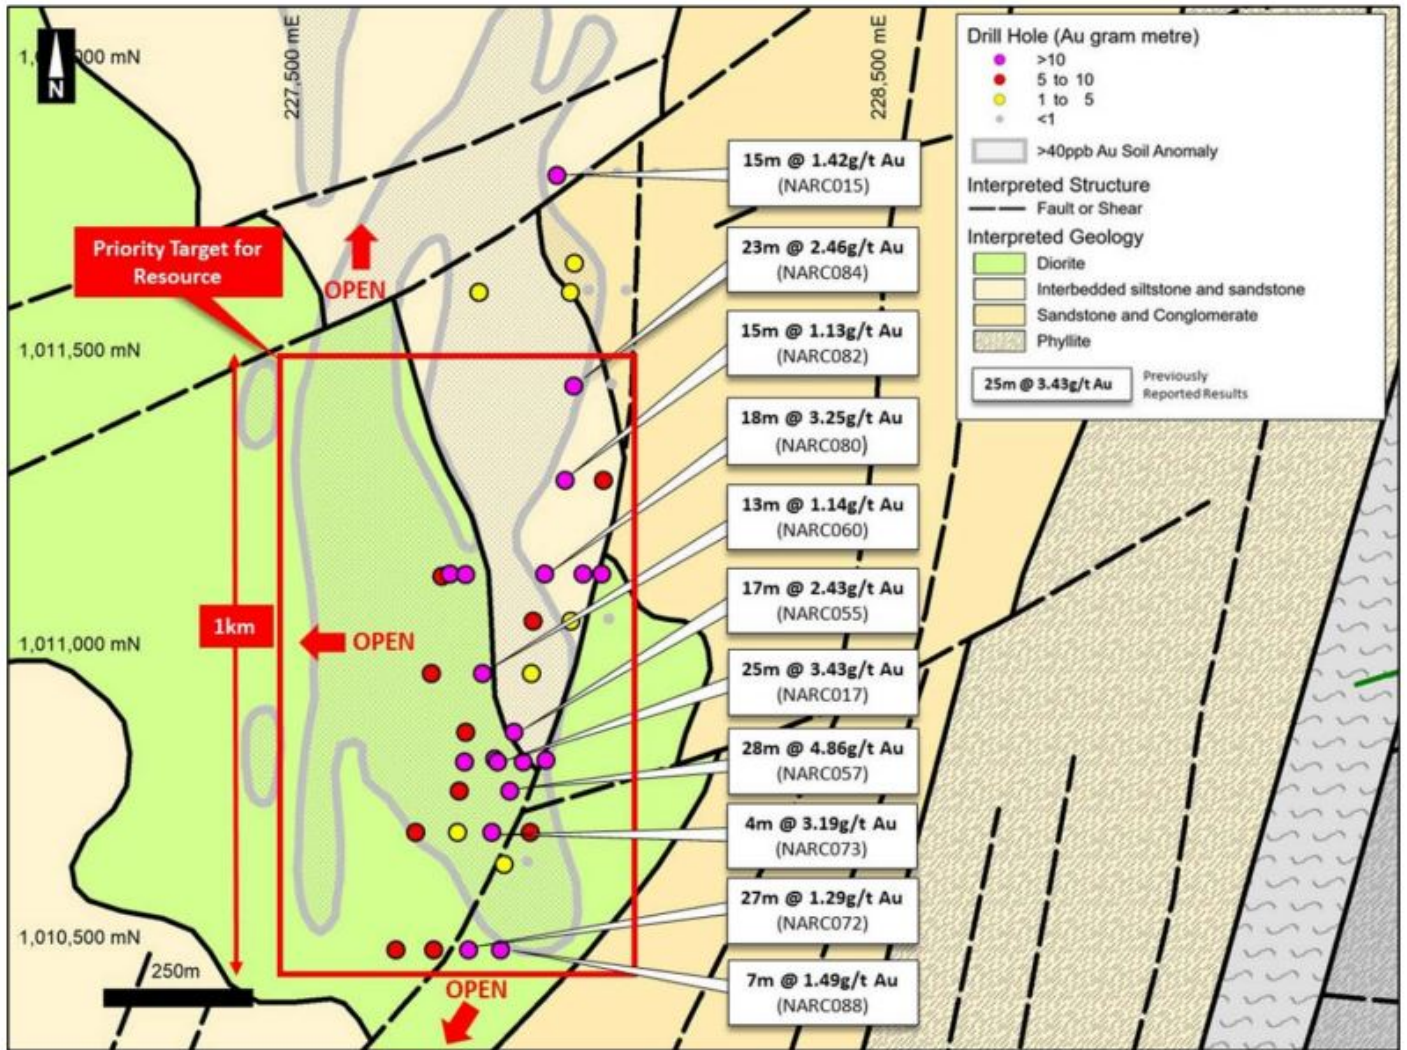 1,0
000 mN
N
227,500 mE
228,500 mE
Drill Hole (Au gram metre)
>10
5 to 10
1 to 5
<1
>40ppb Au Soil Anomaly
Interpreted Structure
Fault or Shear
Interpreted Geology
Diorite
Interbedded siltstone and sandstone
Sandstone and Conglomerate
Phyllite
25m @ 3.43g/t Au
Previously
Reported Results
15m @ 1.42g/t Au
(NARC015)
Priority Target for
Resource
OPEN
23m @ 2.46g/t Au
(NARC084)
15m @ 1.13g/t Au
(NARC082)
1,011,500 mN
18m @ 3.25g/t Au
(NARC080)
13m @ 1.14g/t Au
(NARC060)
17m @ 2.43g/t Au
(NARC055)
1km
OPEN
1,011,000 mN
25m @ 3.43g/t Au
(NARC017)
28m @ 4.86g/t Au
(NARC057)
4m @ 3.19g/t Au
(NARC073)
27m @ 1.29g/t Au
(NARC072)
1,010,500 mN
250m
OPEN
7m @ 1.49g/t Au
(NARC088)